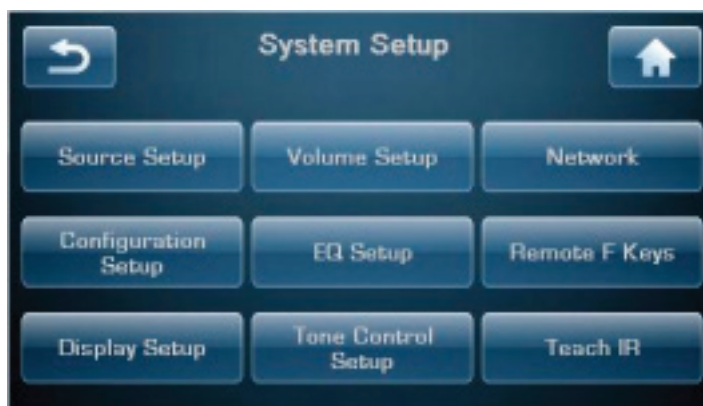 System Setup
Source Setup
Volume Setup
Network
Configuration
Setup
EQ Setup
Remote F Keys
Display Setup
Tone Control
Setup
Teach IR